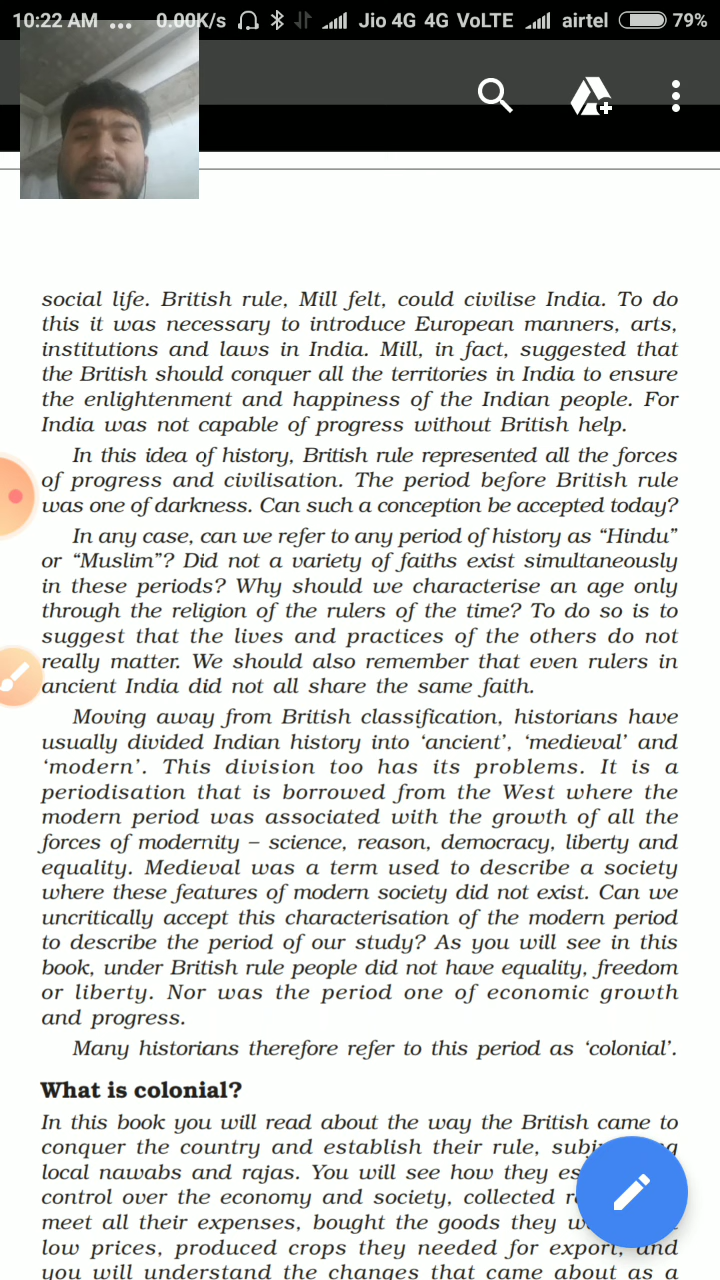 10:22 AM ... 0.00K/s Jio 4G 4G VoLTE airtel 79%
social life. British rule, Mill felt, could civilise India. To do
this it was necessary to introduce European manners, arts,
institutions and laws in India. Mill, in fact, suggested that
the British should conquer all the territories in India to ensure
the enlightenment and happiness of the Indian people. For
India was not capable of progress without British help.
In this idea of history, British rule represented all the forces
of progress and civilisation. The period before British rule
was one of darkness. Can such a conception be accepted today?
In any case, can we refer to any period of history as “Hindu”
or “Muslim”? Did not a variety of faiths exist simultaneously
in these periods? Why should we characterise an age only
through the religion of the rulers of the time? To do so is to
suggest that the lives and practices of the others do not
really matter. We should also remember that even rulers in
ancient India did not all share the same faith.
Moving away from British classification, historians have
usually divided Indian history into ‘ancient’, ‘medieval’ and
‘modern’. This division too has its problems. It is a
periodisation that is borrowed from the West where the
modern period was associated with the growth of all the
forces of modernity – science, reason, democracy, liberty and
equality. Medieval was a term used to describe a society
where these features of modern society did not exist. Can we
uncritically accept this characterisation of the modern period
to describe the period of our study? As you will see in this
book, under British rule people did not have equality, freedom
or liberty. Nor was the period one of economic growth
and progress.
Many historians therefore refer to this period as ‘colonial’.
What is colonial?
In this book you will read about the way the British came to
conquer the country and establish their rule,
local nawabs and rajas. You will see how they
control over the economy and society, collected
meet all their expenses, bought the goods they
low prices, produced crops they needed for export, and
you will understand the changes that came about as a